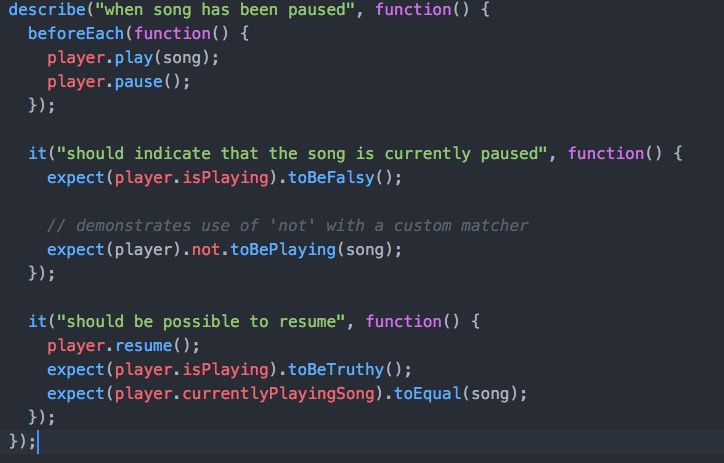 describe("when song has been paused", function() {
  beforeEach(function() {
    player.play(song);
    player.pause();
  });

  it("should indicate that the song is currently paused", function() {
    expect(player.isPlaying).toBeFalsy();

    // demonstrates use of 'not' with a custom matcher
    expect(player).not.toBePlaying(song);
  });

  it("should be possible to resume", function() {
    player.resume();
    expect(player.isPlaying).toBeTruthy();
    expect(player.currentlyPlayingSong).toEqual(song);
  });
});